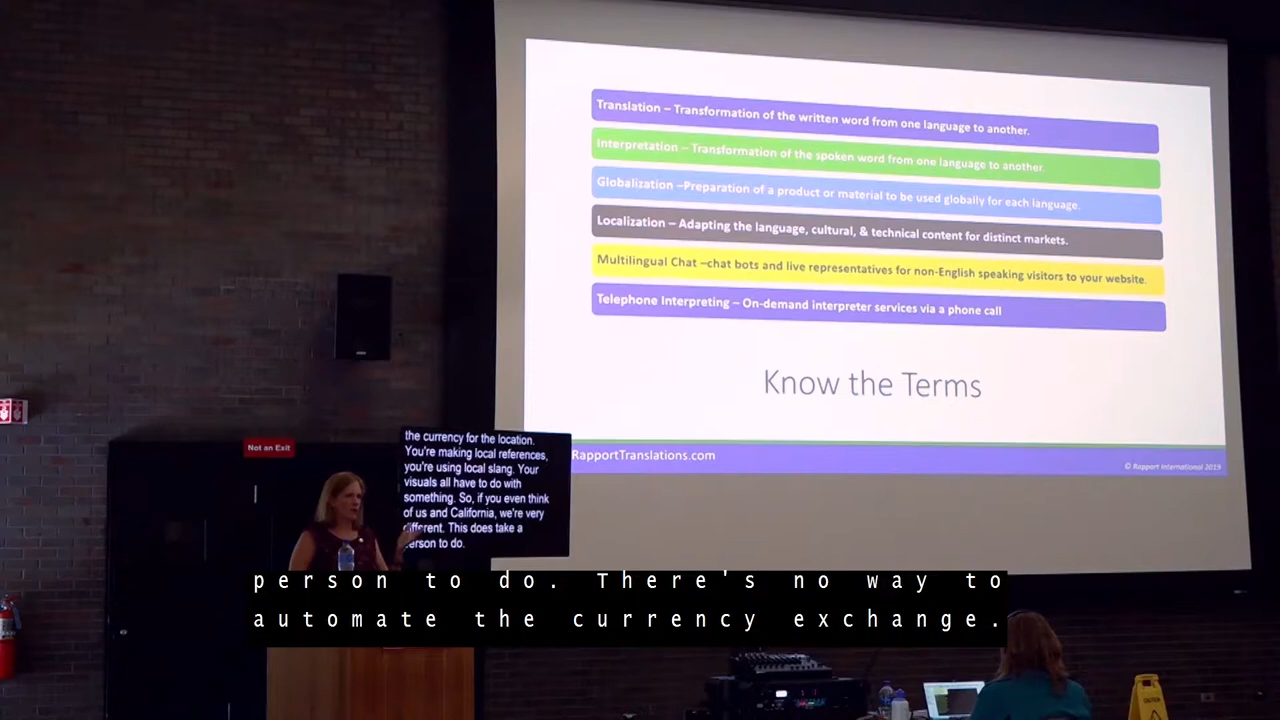 Translation – Transformation of the written word from one language to another.
Interpretation – Transformation of the spoken word from one language to another.
Globalization –Preparation of a product or material to be used globally for each language.
Localization – Adapting the language, cultural, & technical content for distinct markets.
Multilingual Chat –chat bots and live representatives for non-English speaking visitors to your website.
Telephone Interpreting – On-demand interpreter services via a phone call
Know the Terms
RapportTranslations.com
© Rapport International 2019
Not an Exit
the currency for the location.
You're making local references,
you're using local slang. Your
visuals all have to do with
something. So, if you even think
of us and California, we're very
different. This does take a
person to do.
person to do. There's no way to
automate the currency exchange.
CAUTION